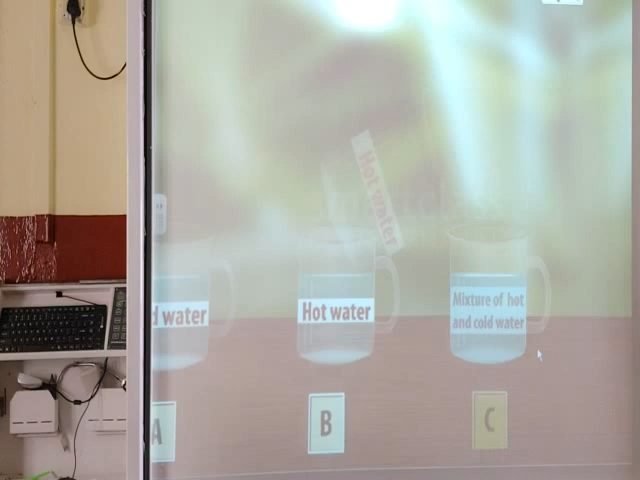 Hot water
d water
Hot water
Mixture of hot
and cold water
A
B
C